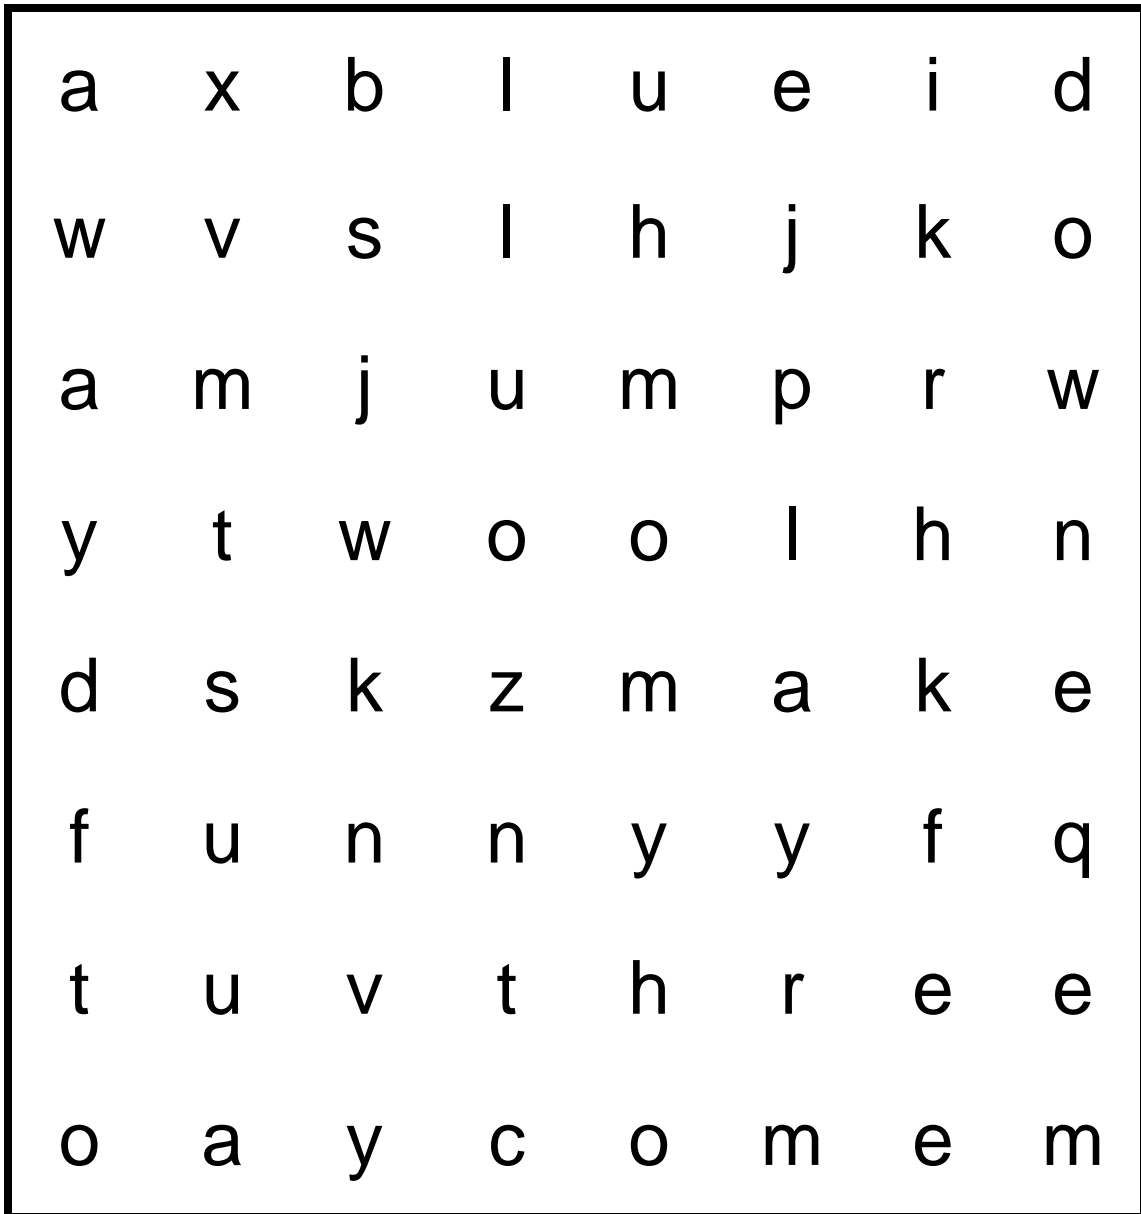 a x b l u e i d
w v s l h j k o
a m j u m p r w
y t w o o l h n
d s k z m a k e
f u n n y y f q
t u v t h r e e
o a y c o m e m